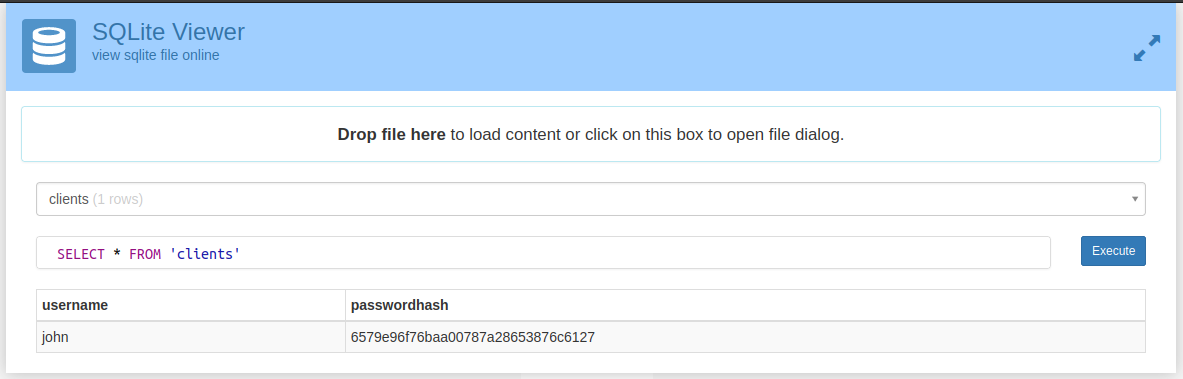 SQLite Viewer
view sqlite file online
Drop file here to load content or click on this box to open file dialog.
clients (1 rows)
SELECT * FROM 'clients'
Execute
username passwordhash
john 6579e96f76baa00787a28653876c6127